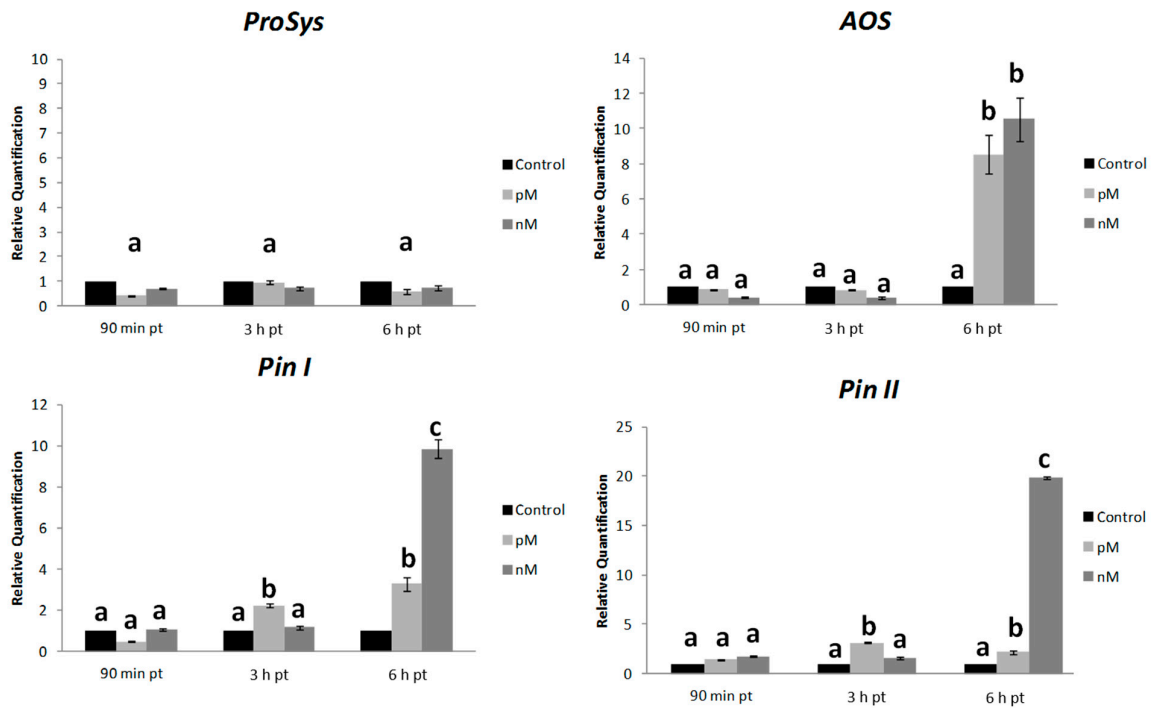 ProSys
10
9
8
7
6
5
4
3
2
1
0
Relative Quantification
a
a
a
90 min pt
3 h pt
6 h pt
Control
pM
nM
AOS
14
12
10
8
6
4
2
0
Relative Quantification
a a a
a a a
a b b
90 min pt
3 h pt
6 h pt
Control
pM
nM
Pin I
12
10
8
6
4
2
0
Relative Quantification
a a a
a b a
b c
90 min pt
3 h pt
6 h pt
Control
pM
nM
Pin II
25
20
15
10
5
0
Relative Quantification
a a a
a b a
a b c
90 min pt
3 h pt
6 h pt
Control
pM
nM